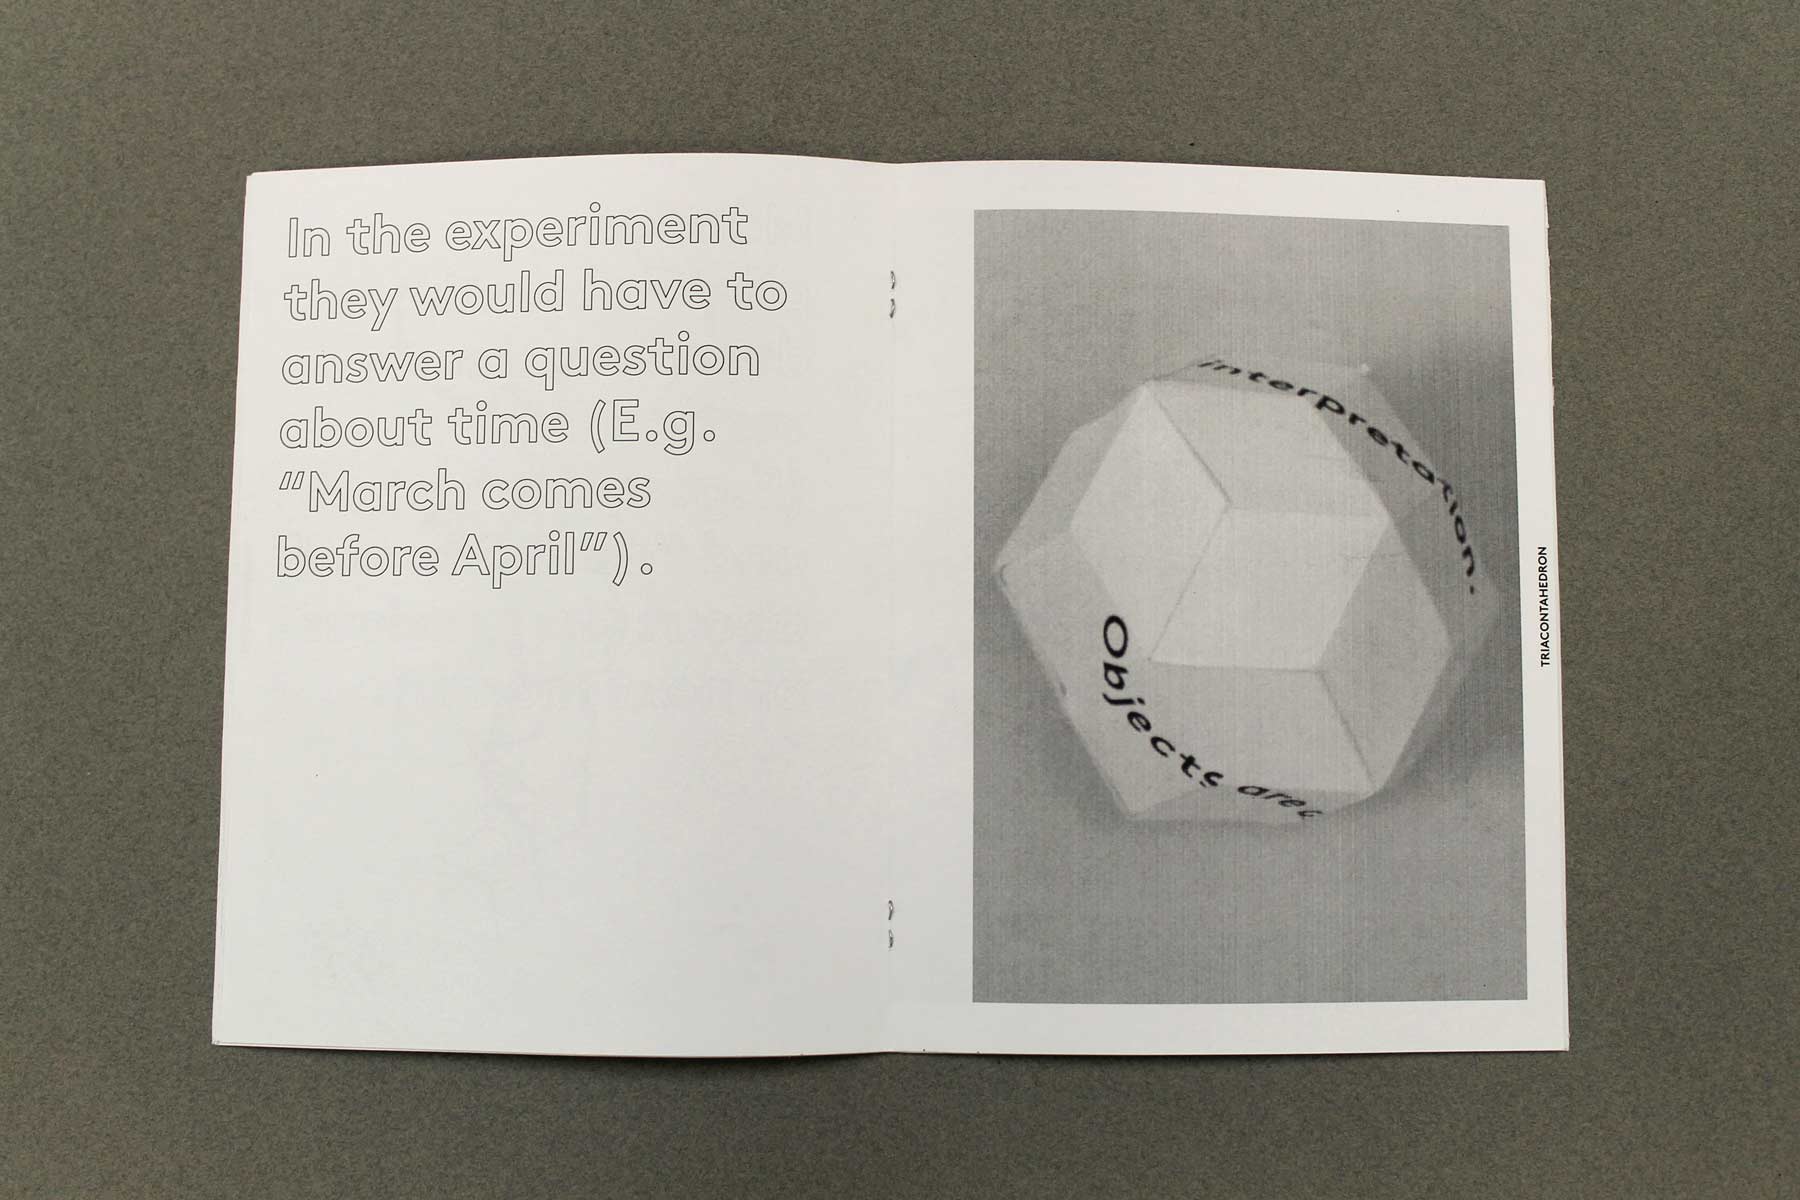 In the experiment
they would have to
answer a question
about time (E.g.
“March comes
before April”).
interpretation.
Objects are
TRIACONTAHEDRON